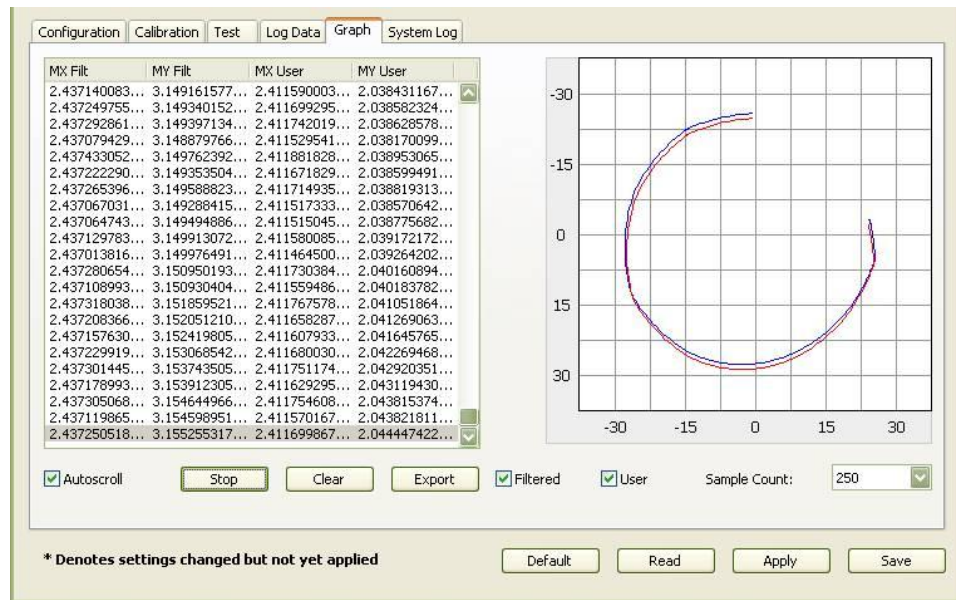 Configuration Calibration Test Log Data Graph System Log
MX Filt MY Filt MX User MY User
2.437140083... 3.149161577... 2.411590003... 2.038431167...
2.437249755... 3.149340152... 2.411699295... 2.038582324...
2.437292861... 3.149397134... 2.411742019... 2.038628578...
2.437079429... 3.148879766... 2.411529541... 2.038170099...
2.437433052... 3.149762392... 2.411881828... 2.038953065...
2.437222290... 3.149353504... 2.411671829... 2.038599491...
2.437265396... 3.149588823... 2.411714935... 2.038819313...
2.437067031... 3.149288415... 2.411517333... 2.038570642...
2.437064743... 3.149494886... 2.411515045... 2.038775682...
2.437129783... 3.149913072... 2.411580085... 2.039172172...
2.437013816... 3.149976491... 2.411464500... 2.039264202...
2.437280654... 3.150950193... 2.411730384... 2.040160894...
2.437108993... 3.150930404... 2.411559486... 2.040183782...
2.437318038... 3.151859521... 2.411767578... 2.041051864...
2.437208366... 3.152051210... 2.411658287... 2.041269063...
2.437157630... 3.152419805... 2.411607933... 2.041645765...
2.437229919... 3.153068542... 2.411680030... 2.042269468...
2.437301445... 3.153743505... 2.411751174... 2.042920351...
2.437178993... 3.153912305... 2.411629295... 2.043119430...
2.437305068... 3.154644966... 2.411754608... 2.043815374...
2.437119865... 3.154598951... 2.411570167... 2.043821811...
2.437250518... 3.155255317... 2.411699867... 2.044447422...
-30
-15
0
15
30
-30 -15 0 15 30
Autoscroll Stop Clear Export Filtered User Sample Count: 250
* Denotes settings changed but not yet applied Default Read Apply Save